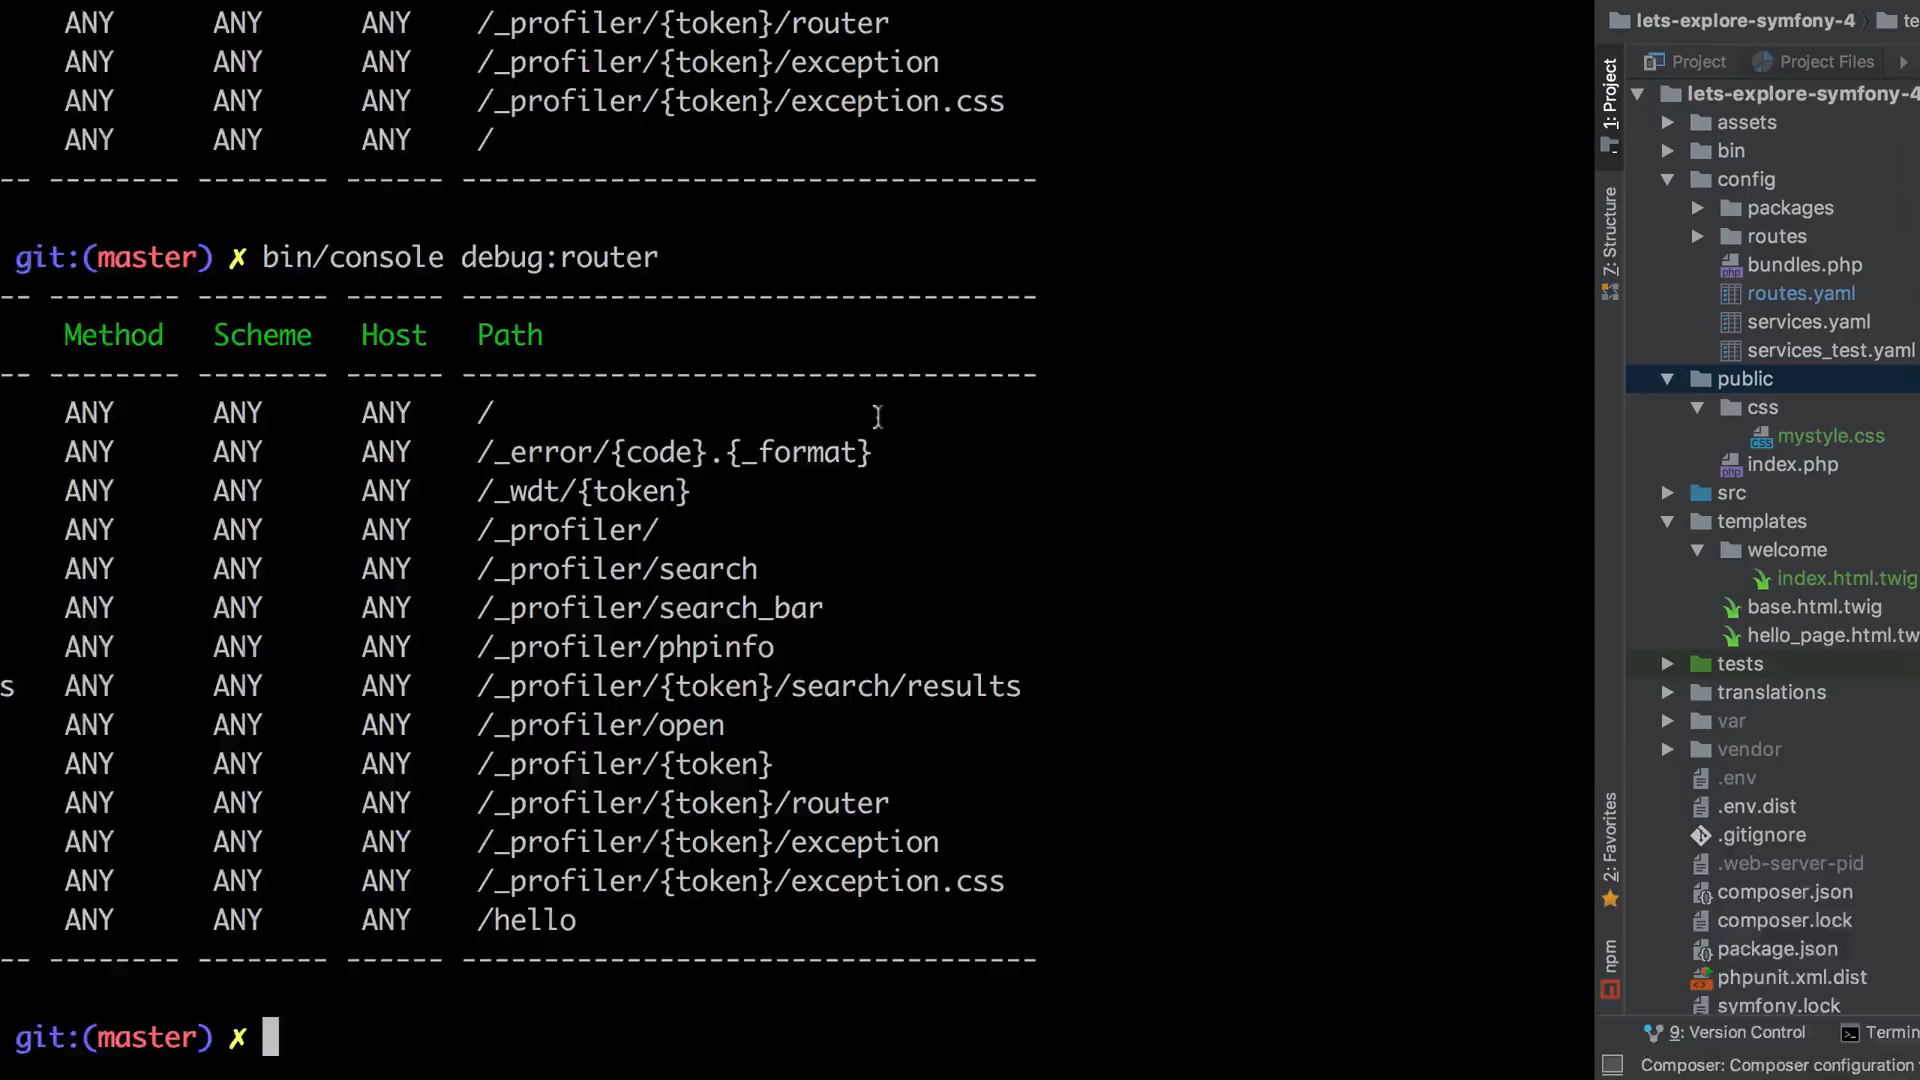 ANY ANY ANY /_profiler/{token}/router
ANY ANY ANY /_profiler/{token}/exception
ANY ANY ANY /_profiler/{token}/exception.css
ANY ANY ANY /
-- -------- -------- ------ -----------------------------------
git:(master) ✗ bin/console debug:router
-- -------- -------- ------ -----------------------------------
Method Scheme Host Path
-- -------- -------- ------ -----------------------------------
ANY ANY ANY /
ANY ANY ANY /_error/{code}.{_format}
ANY ANY ANY /_wdt/{token}
ANY ANY ANY /_profiler/
ANY ANY ANY /_profiler/search
ANY ANY ANY /_profiler/search_bar
ANY ANY ANY /_profiler/phpinfo
s ANY ANY ANY /_profiler/{token}/search/results
ANY ANY ANY /_profiler/open
ANY ANY ANY /_profiler/{token}
ANY ANY ANY /_profiler/{token}/router
ANY ANY ANY /_profiler/{token}/exception
ANY ANY ANY /_profiler/{token}/exception.css
ANY ANY ANY /hello
-- -------- -------- ------ -----------------------------------
git:(master) ✗
lets-explore-symfony-4 te
Project Project Files
1: Project
7: Structure
2: Favorites
npm
lets-explore-symfony-4
assets
bin
config
packages
routes
bundles.php
routes.yaml
services.yaml
services_test.yaml
public
css
mystyle.css
index.php
src
templates
welcome
index.html.twig
base.html.twig
hello_page.html.tw
tests
translations
var
vendor
.env
.env.dist
.gitignore
.web-server-pid
composer.json
composer.lock
package.json
phpunit.xml.dist
symfony.lock
9: Version Control Termin
Composer: Composer configuration